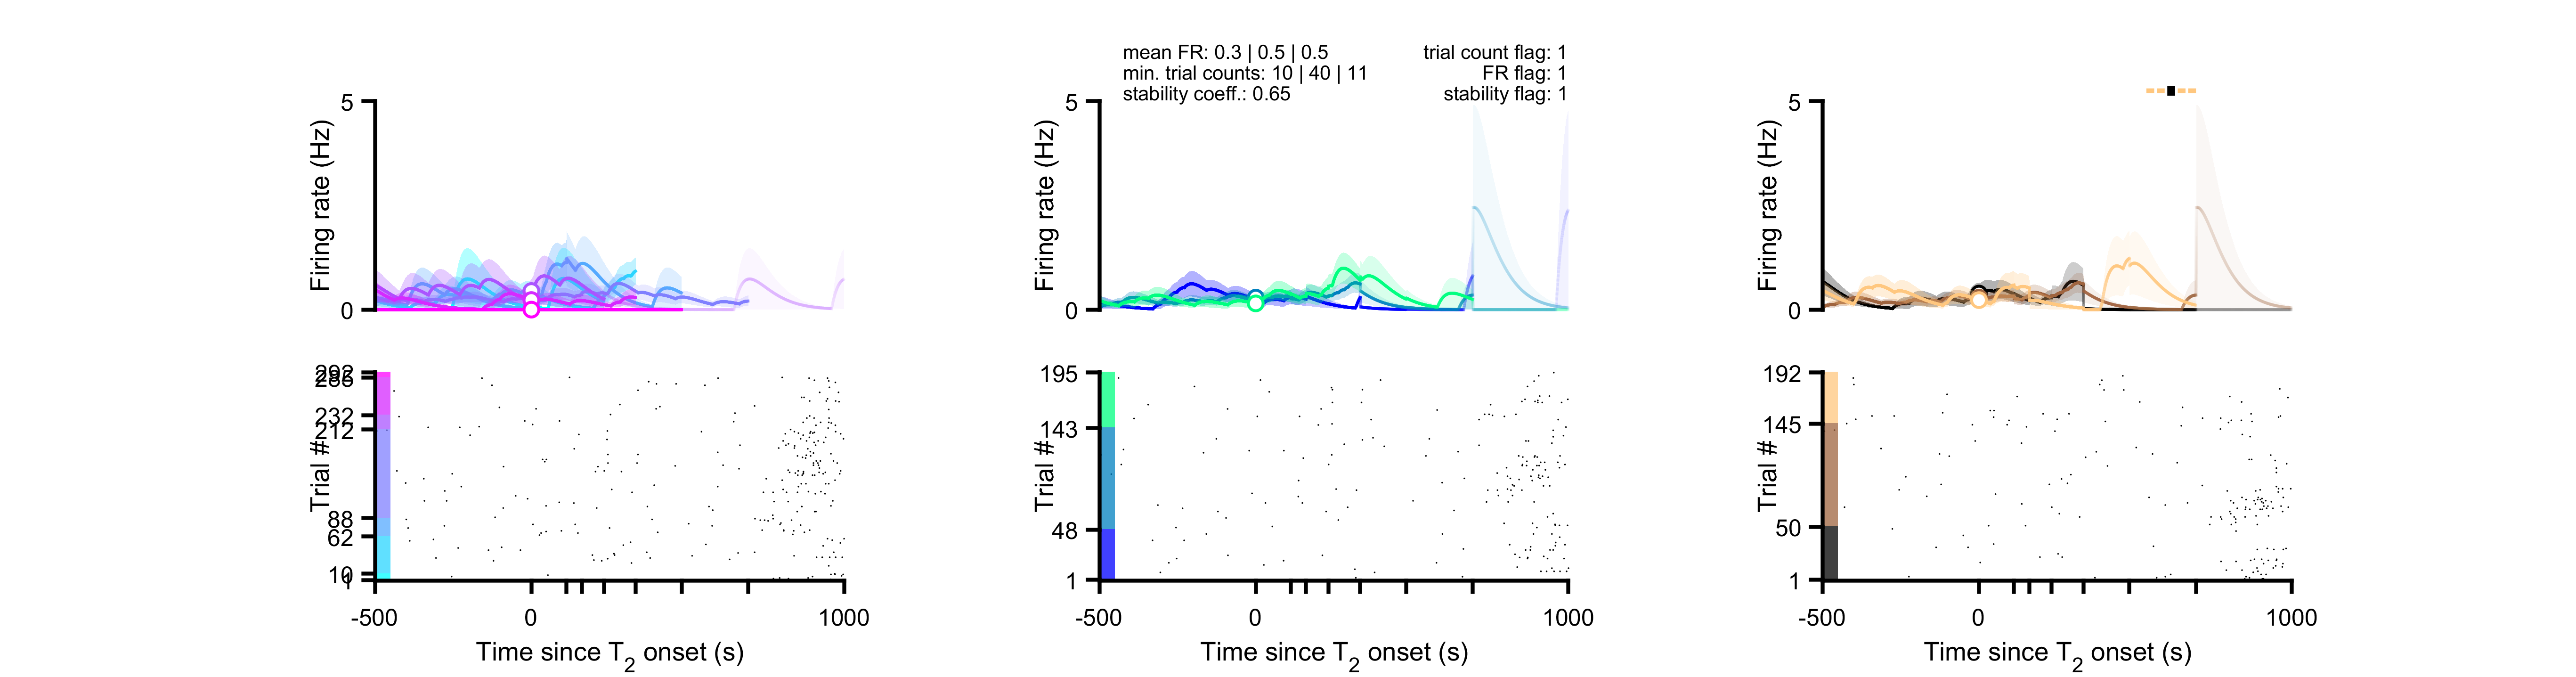 mean FR: 0.3 | 0.5 | 0.5
trial count flag: 1
min. trial counts: 10 | 40 | 11
FR flag: 1
stability coeff.: 0.65
stability flag: 1
5
0
Firing rate (Hz)
5
0
Firing rate (Hz)
5
0
Firing rate (Hz)
292
285
232
212
88
62
10
1
Trial #
-500
0
1000
Time since T2 onset (s)
195
143
48
1
Trial #
-500
0
1000
Time since T2 onset (s)
192
145
50
1
Trial #
-500
0
1000
Time since T2 onset (s)